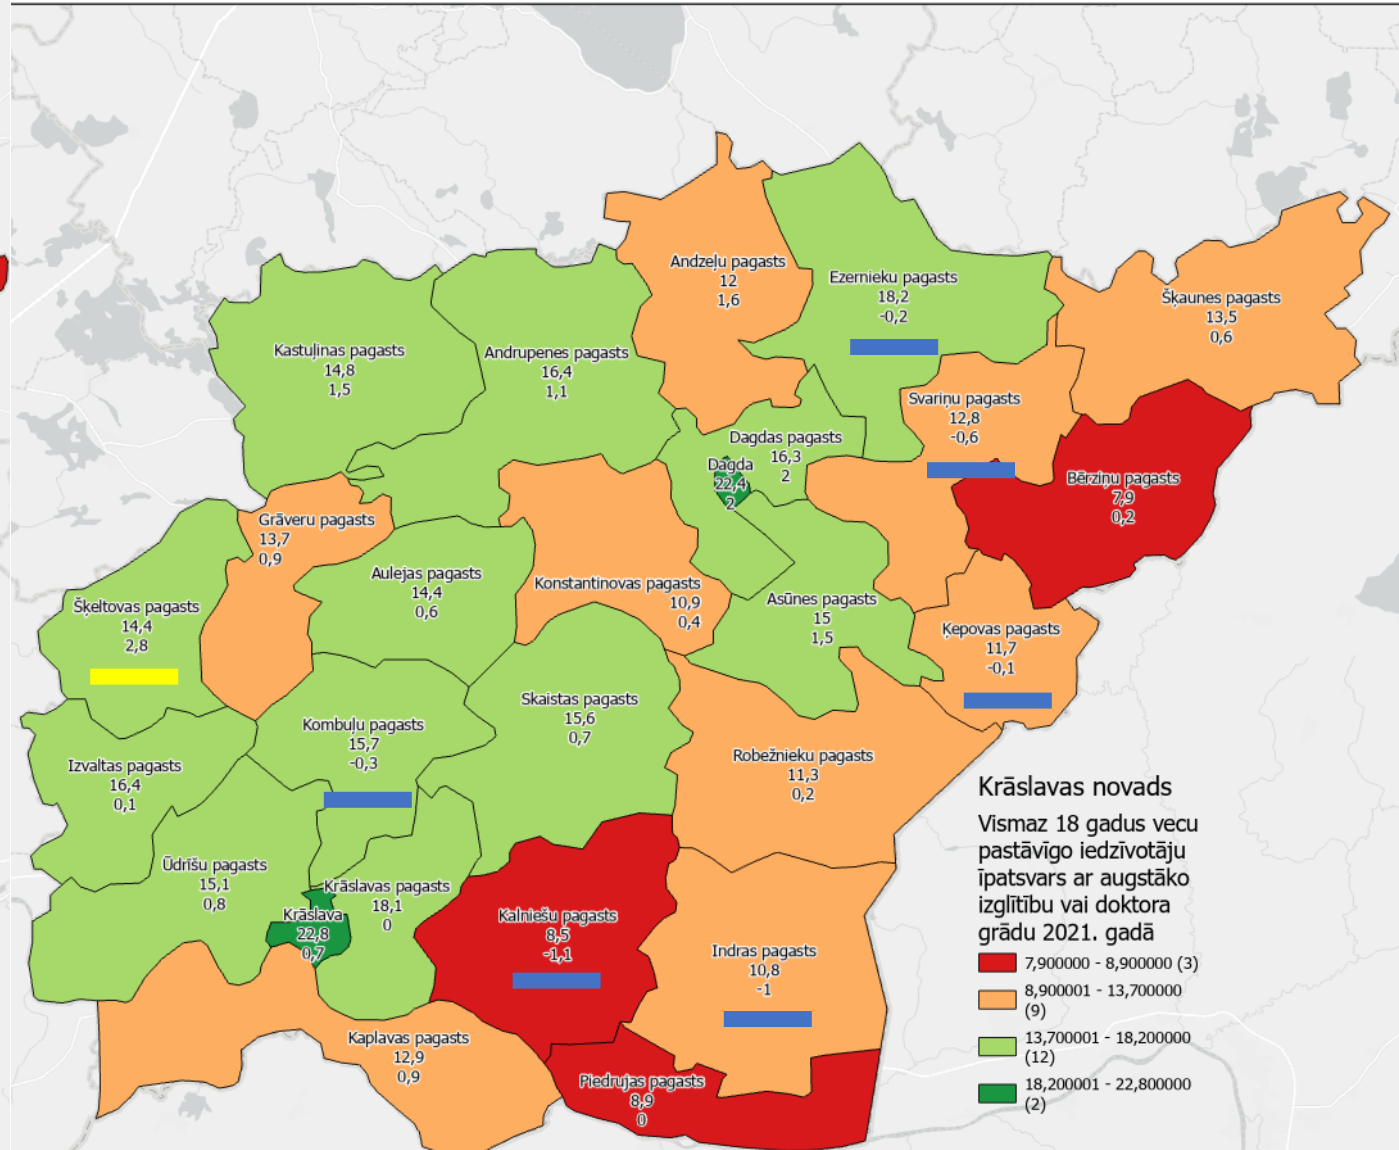 Andzeļu pagasts
12
1,6
Ezernieku pagasts
18,2
-0,2
Šķaunes pagasts
13,5
0,6
Kastuļinas pagasts
14,8
1,5
Andrupenes pagasts
16,4
1,1
Svariņu pagasts
12,8
-0,6
Dagdas pagasts
16,3
2
Dagda
22,4
2
Bērziņu pagasts
7,9
0,2
Grāveru pagasts
13,7
0,9
Aulejas pagasts
14,4
0,6
Konstantinovas pagasts
10,9
0,4
Asūnes pagasts
15
1,5
Šķeltovas pagasts
14,4
2,8
Ķepovas pagasts
11,7
-0,1
Skaistas pagasts
15,6
0,7
Kombuļu pagasts
15,7
-0,3
Izvaltas pagasts
16,4
0,1
Robežnieku pagasts
11,3
0,2
Ūdrīšu pagasts
15,1
0,8
Krāslavas pagasts
18,1
0
Krāslava
22,8
0,7
Kalniešu pagasts
8,5
-1,1
Indras pagasts
10,8
-1
Kaplavas pagasts
12,9
0,9
Piedrujas pagasts
8,9
0
Krāslavas novads
Vismaz 18 gadus vecu
pastāvīgo iedzīvotāju
īpatsvars ar augstāko
izglītību vai doktora
grādu 2021. gadā
7,900000 - 8,900000 (3)
8,900001 - 13,700000
(9)
13,700001 - 18,200000
(12)
18,200001 - 22,800000
(2)